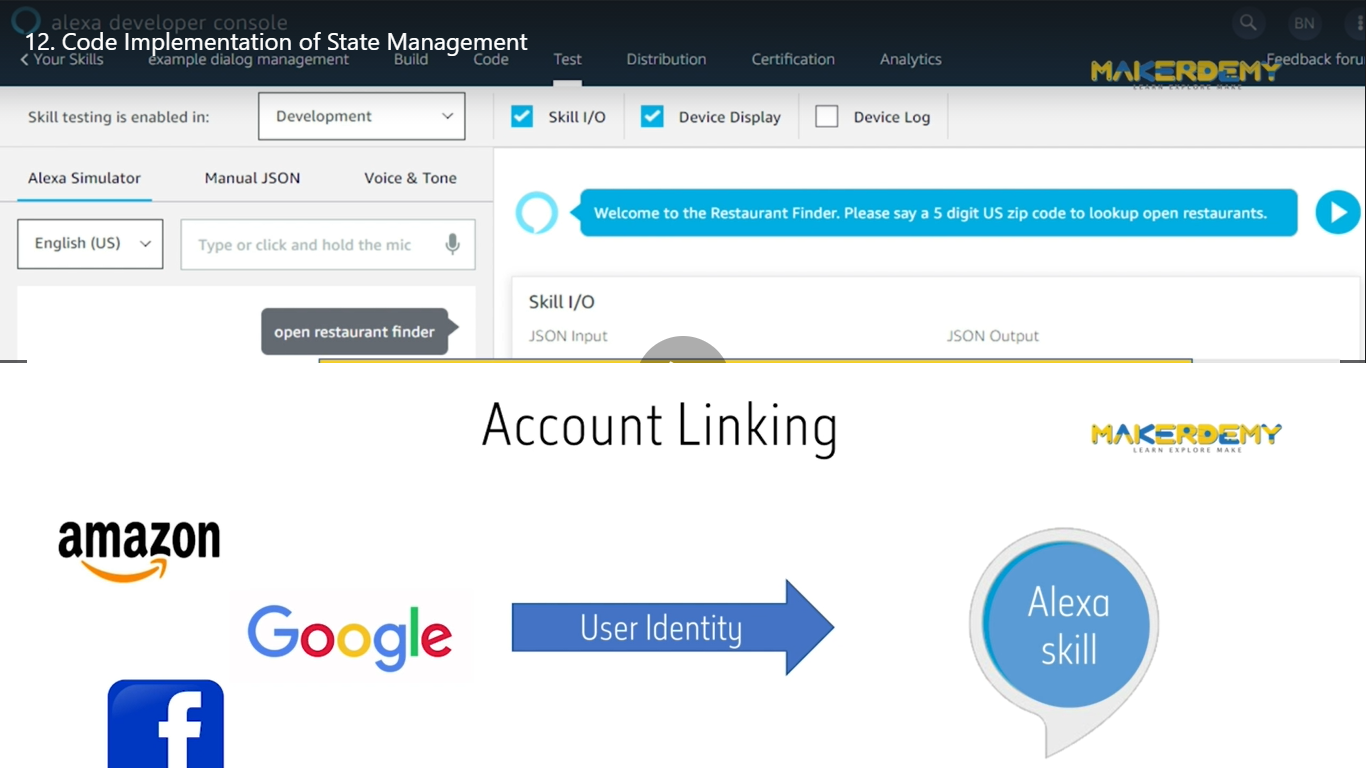 alexa developer console
12. Code Implementation of State Management
BN
Your Skills example dialog management Build Code Test Distribution Certification Analytics Feedback foru
MAKERDEMY
LEARN EXPLORE MAKE
Skill testing is enabled in: Development Skill I/O Device Display Device Log
Alexa Simulator Manual JSON Voice & Tone
Welcome to the Restaurant Finder. Please say a 5 digit US zip code to lookup open restaurants.
English (US) Type or click and hold the mic
open restaurant finder
Skill I/O
JSON Input JSON Output
Account Linking
MAKERDEMY
LEARN EXPLORE MAKE
amazon
Google
User Identity
Alexa
skill
f